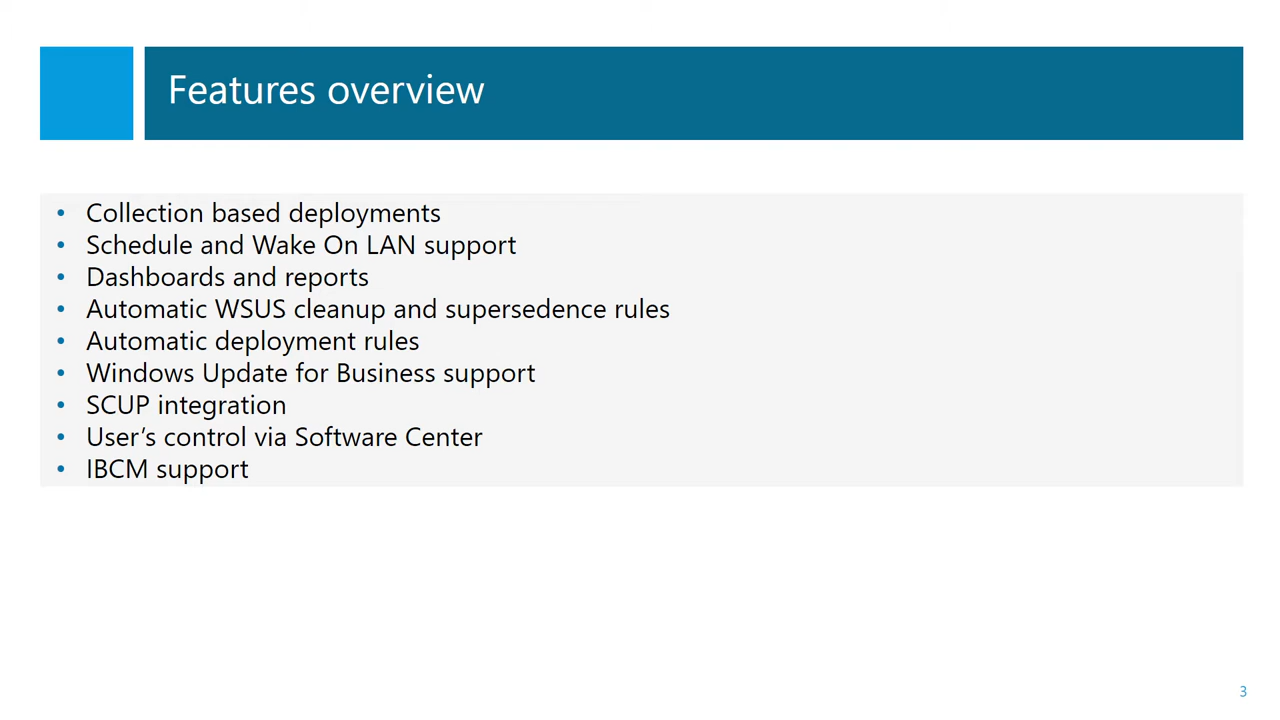 Features overview
• Collection based deployments
• Schedule and Wake On LAN support
• Dashboards and reports
• Automatic WSUS cleanup and supersedence rules
• Automatic deployment rules
• Windows Update for Business support
• SCUP integration
• User’s control via Software Center
• IBCM support
3